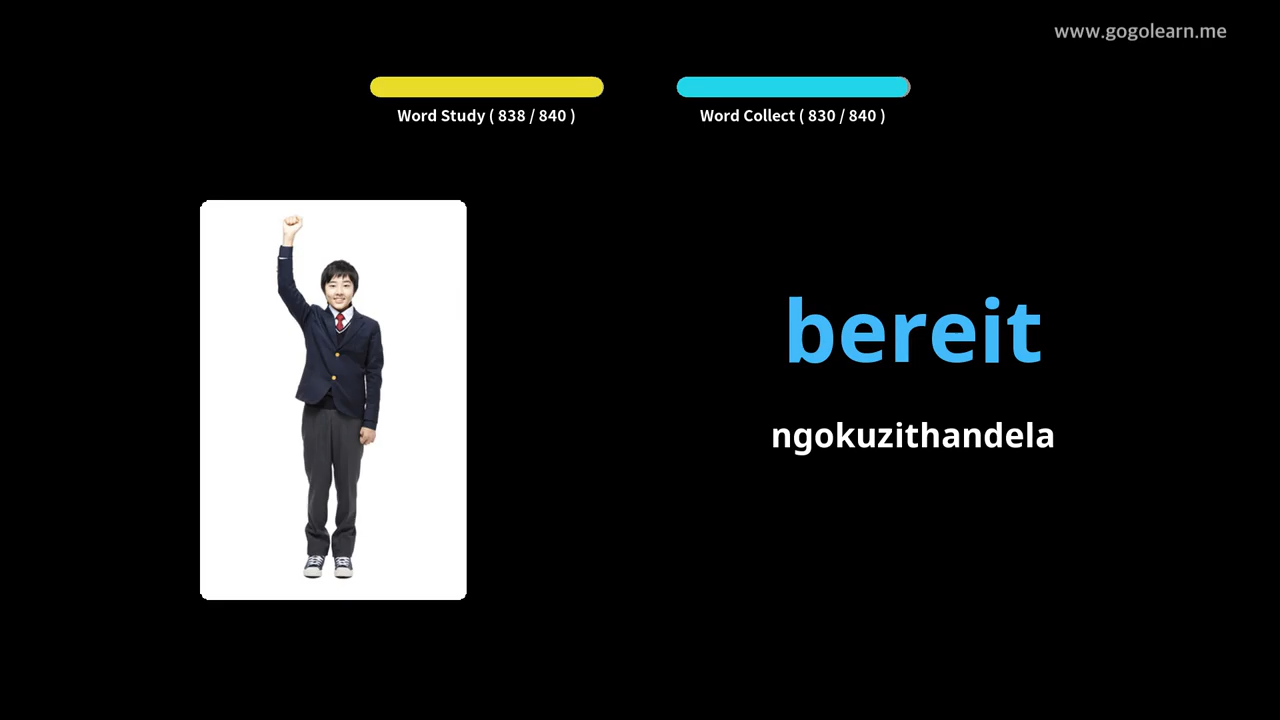 www.gogolearn.me
Word Study ( 838 / 840 )
Word Collect ( 830 / 840 )
bereit
ngokuzithandela